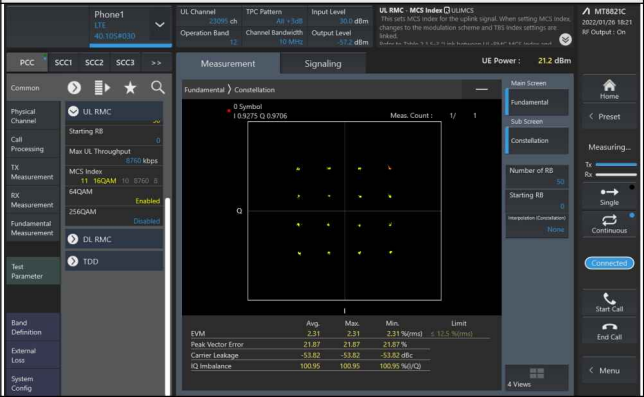 Phone1
LTE
40.105#030
UL Channel
23095 ch
TPC Pattern
All +3dB
Input Level
30.0 dBm
Operation Band
12
Channel Bandwidth
10 MHz
Output Level
-57.2 dBm
UL RMC - MCS Index ❏ULIMCS
This sets MCS index for the uplink signal. When setting MCS index,
changes to the modulation scheme and TBS index settings are
linked.
MT8821C
2022/01/26 18:21
RF Output : On
PCC
SCC1
SCC2
SCC3
>>
Measurement
Signaling
UE Power : 21.2 dBm
Common
Physical
Channel
Call
Processing
TX
Measurement
RX
Measurement
Fundamental
Measurement
Test
Parameter
Band
Definition
External
Loss
System
Config
UL RMC
50
Starting RB
0
Max UL Throughput
8760 kbps
MCS Index
11 16QAM 10 8760 8
64QAM
Enabled
256QAM
Disabled
DL RMC
TDD
Fundamental ❭ Constellation
0 Symbol
I 0.9275 Q 0.9706
Meas. Count : 1/ 1
Q
I
Avg. Max. Min. Limit
EVM 2.31 2.31 2.31 %(rms) ≤ 12.5 %(rms)
Peak Vector Error 21.87 21.87 21.87 %
Carrier Leakage -53.82 -53.82 -53.82 dBc
IQ Imbalance 100.95 100.95 100.95 %(I/Q)
Main Screen
Fundamental
Sub Screen
Constellation
Number of RB
50
Starting RB
0
Interpolation (Constellation)
None
4 Views
Home
< Preset
Measuring...
Tx
Rx
Single
Continuous
Connected
Start Call
End Call
< Menu